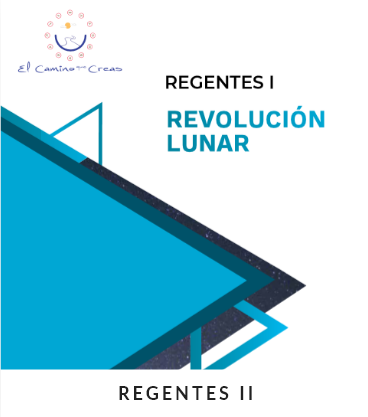 El Camino que Creas
REGENTES I
REVOLUCIÓN
LUNAR
REGENTES II